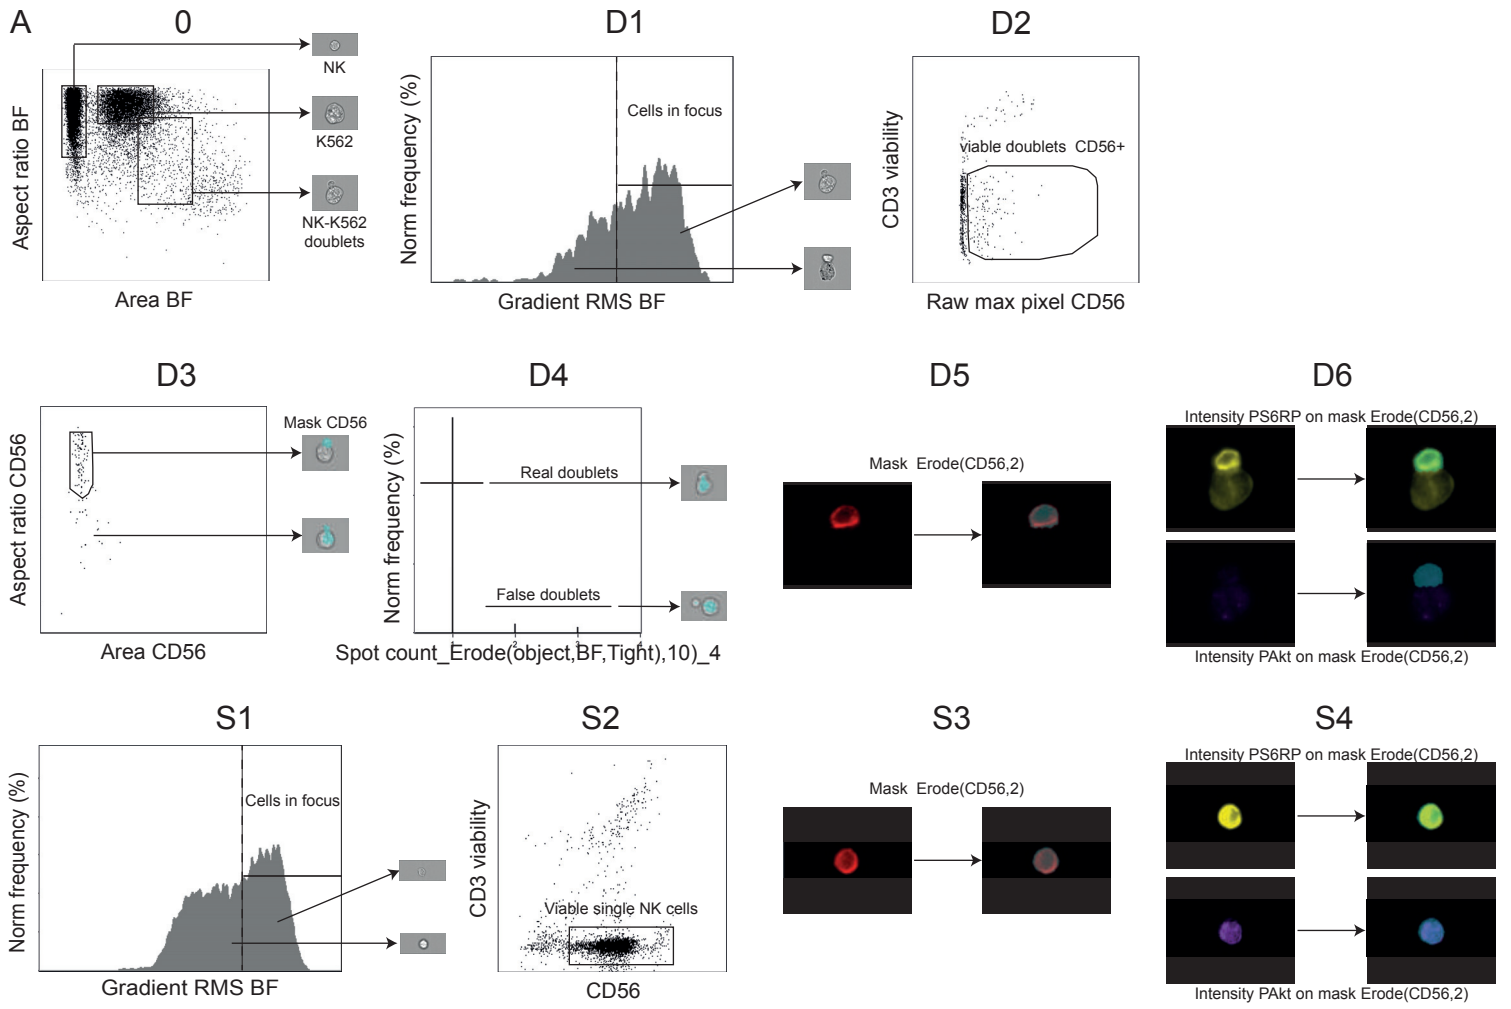 A
0
D1
D2
NK
K562
NK-K562
doublets
Aspect ratio BF
Area BF
Norm frequency (%)
Cells in focus
Gradient RMS BF
CD3 viability
viable doublets CD56+
Raw max pixel CD56
D3
D4
D5
D6
Aspect ratio CD56
Mask CD56
Area CD56
Norm frequency (%)
Real doublets
False doublets
1 2 3 4
Spot count_Erode(object,BF,Tight),10)_4
Mask Erode(CD56,2)
Intensity PS6RP on mask Erode(CD56,2)
Intensity PAkt on mask Erode(CD56,2)
S1
S2
S3
S4
Norm frequency (%)
Cells in focus
Gradient RMS BF
CD3 viability
Viable single NK cells
CD56
Mask Erode(CD56,2)
Intensity PS6RP on mask Erode(CD56,2)
Intensity PAkt on mask Erode(CD56,2)